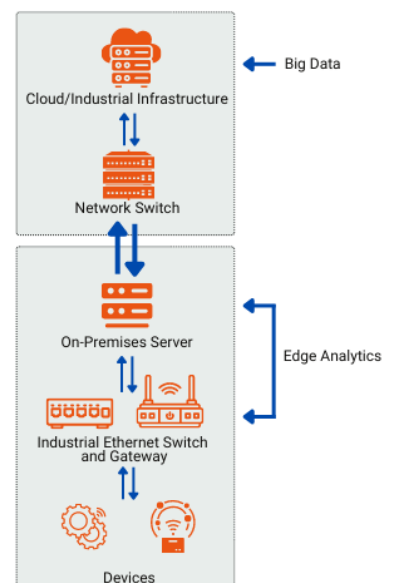 Big Data
Cloud/Industrial Infrastructure
Network Switch
On-Premises Server
Edge Analytics
Industrial Ethernet Switch
and Gateway
Devices